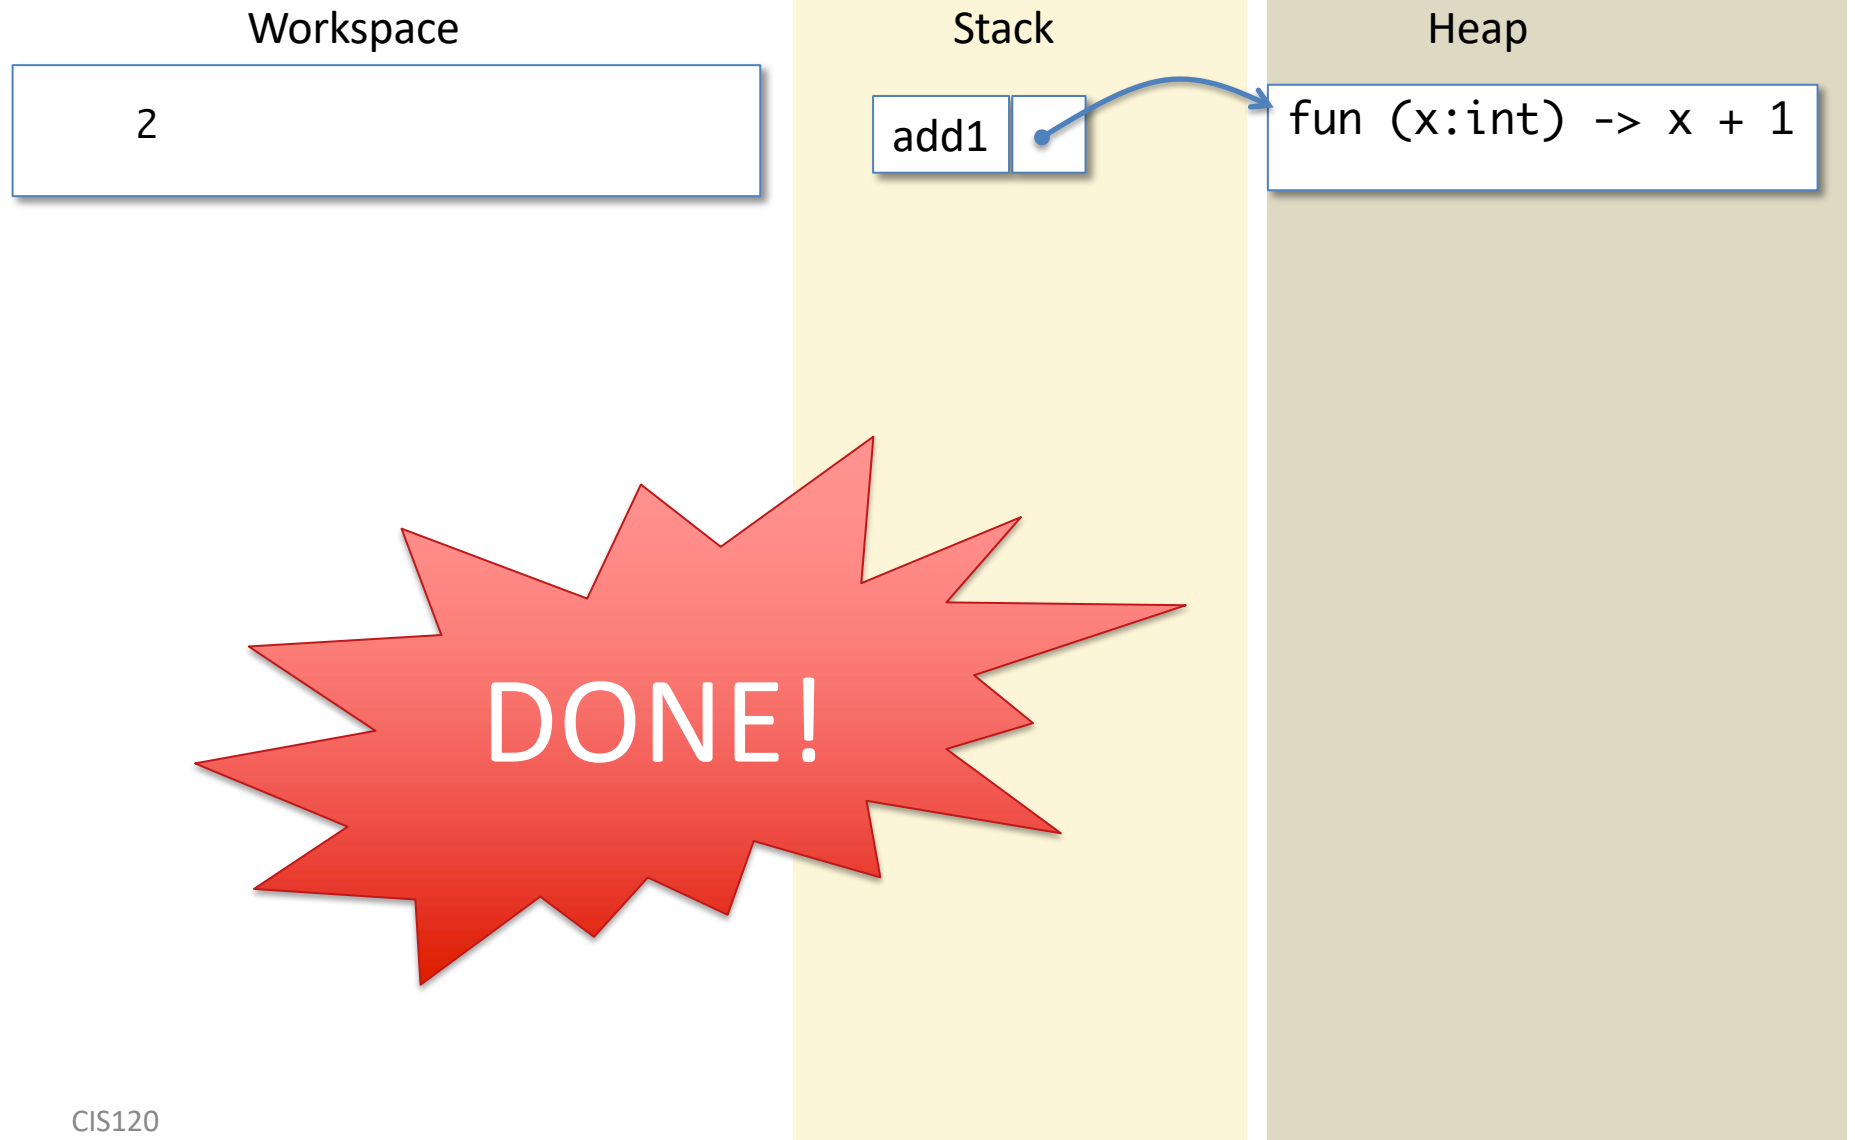 Workspace
Stack
Heap
2
add1
fun (x:int) -> x + 1
DONE!
CIS120